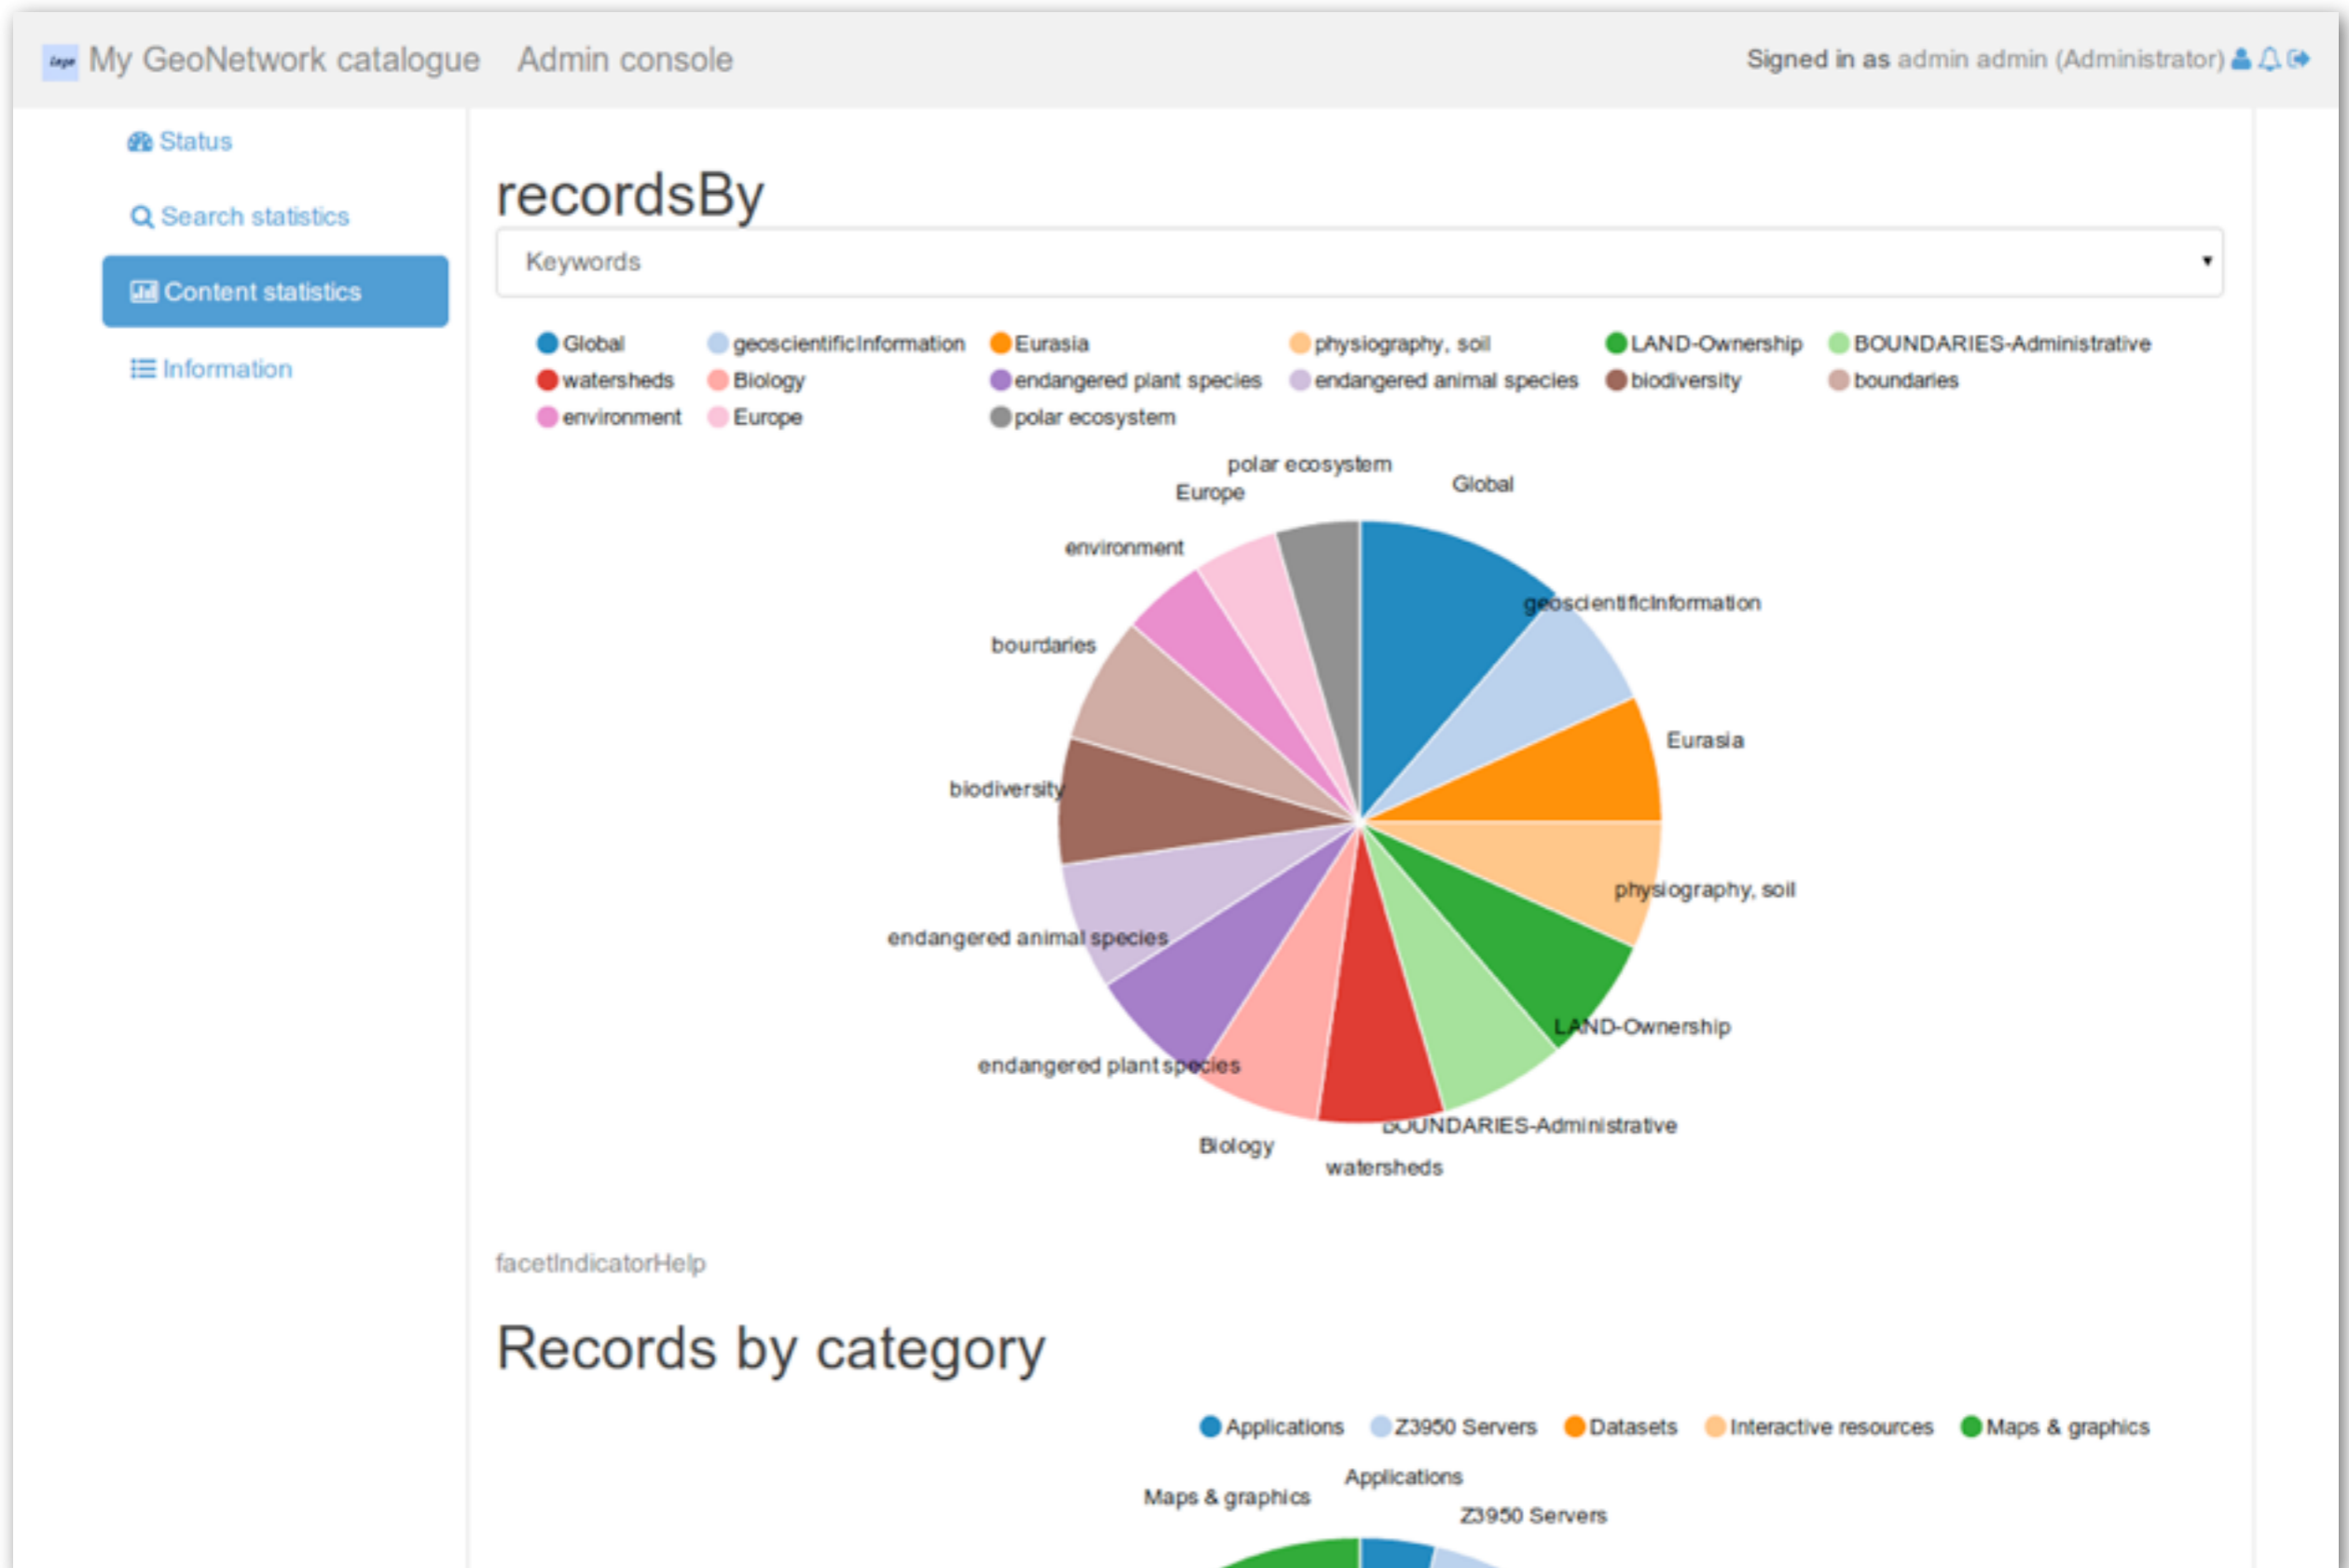 logo My GeoNetwork catalogue Admin console Signed in as admin admin (Administrator)
Status
Search statistics
Content statistics
Information
recordsBy
Keywords
Global geoscientificInformation Eurasia physiography, soil LAND-Ownership BOUNDARIES-Administrative
watersheds Biology endangered plant species endangered animal species biodiversity boundaries
environment Europe polar ecosystem
polar ecosystem
Global
Europe
environment
geoscientificInformation
boundaries
Eurasia
biodiversity
physiography, soil
endangered animal species
LAND-Ownership
endangered plant species
BOUNDARIES-Administrative
Biology
watersheds
facetIndicatorHelp
Records by category
Applications Z3950 Servers Datasets Interactive resources Maps & graphics
Applications
Maps & graphics
Z3950 Servers